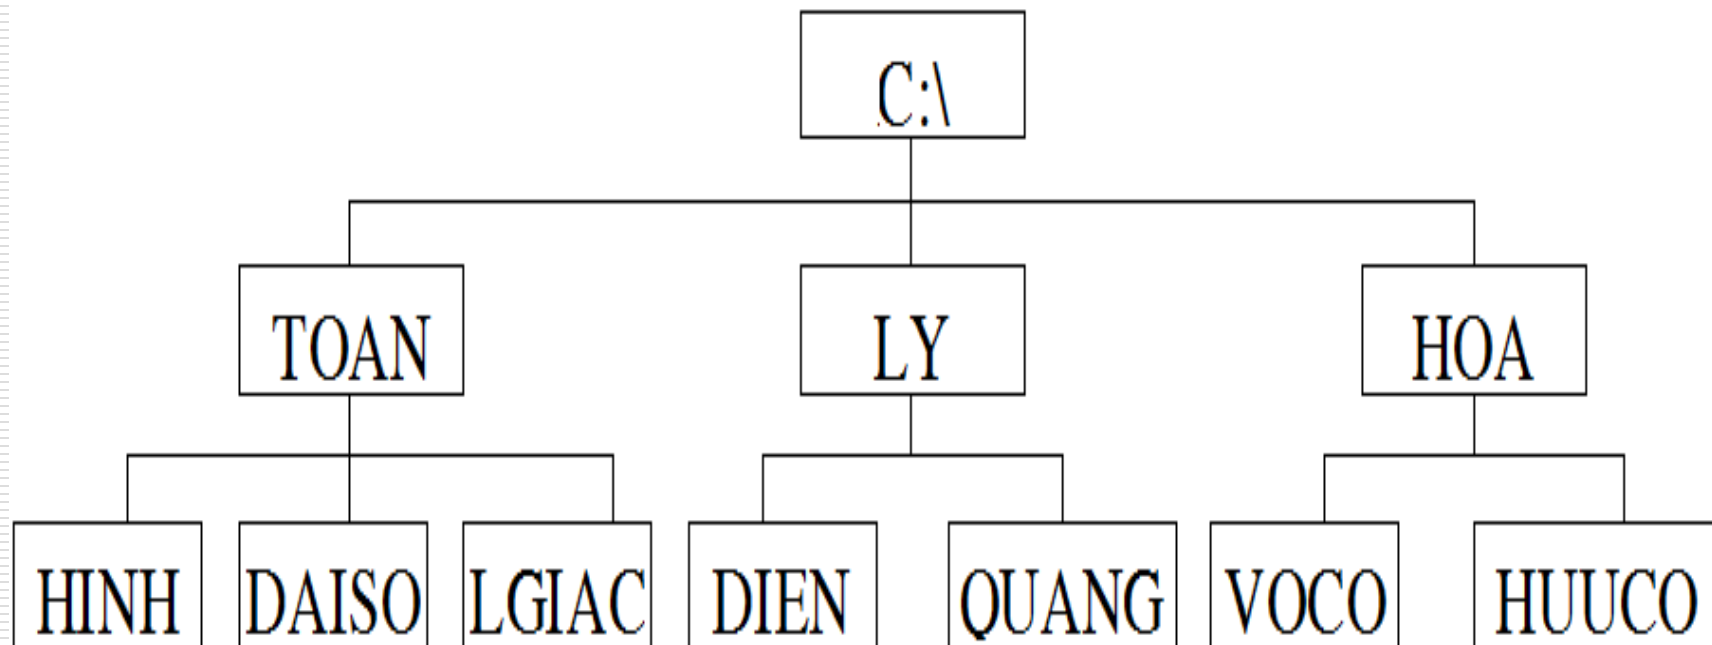 C:\
TOAN LY HOA
HINH DAISO LGIAC DIEN QUANG VOCO HUUCO